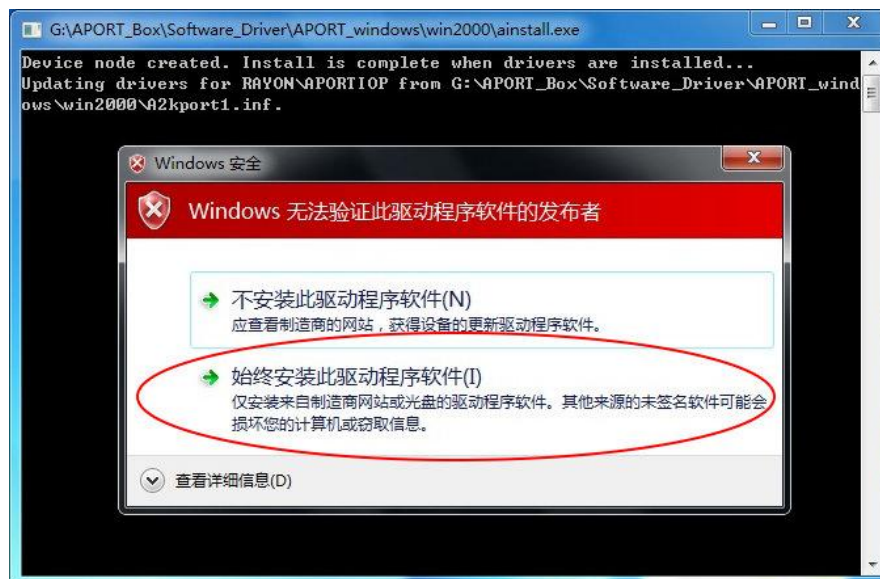 G:\APORT_Box\Software_Driver\APORT_windows\win2000\ainstall.exe
Device node created. Install is complete when drivers are installed...
Updating drivers for RAYON\APORTIOP from G:\APORT_Box\Software_Driver\APORT_wind
ows\win2000\A2kport1.inf.
Windows 安全
Windows 无法验证此驱动程序软件的发布者
不安装此驱动程序软件(N)
应查看制造商的网站，获得设备的更新驱动程序软件。
始终安装此驱动程序软件(I)
仅安装来自制造商网站或光盘的驱动程序软件。其他来源的未签名软件可能会
损坏您的计算机或窃取信息。
查看详细信息(D)